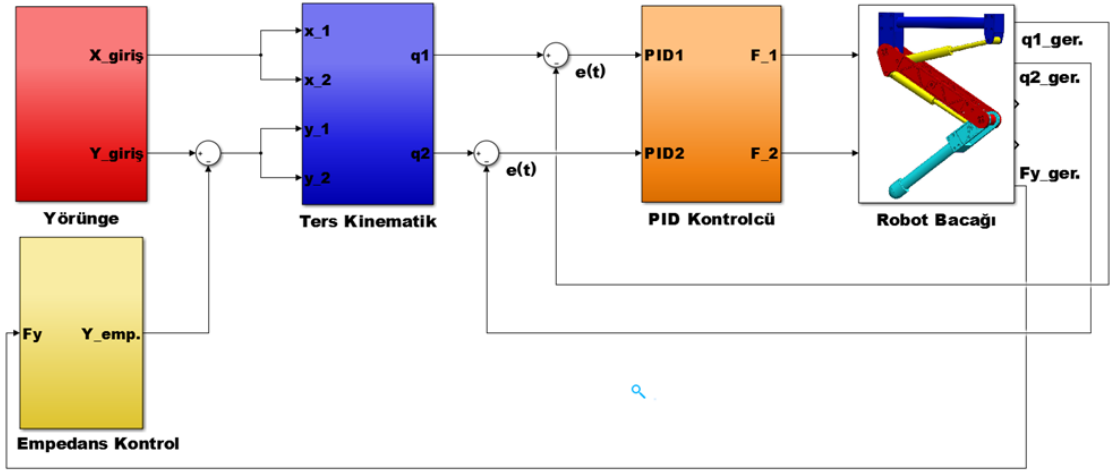 X_giriş
Y_giriş
Yörünge
x_1
x_2
y_1
y_2
q1
q2
Ters Kinematik
+
-
+
-
e(t)
+
-
e(t)
PID1
PID2
F_1
F_2
PID Kontrolcü
Robot Bacağı
q1_ger.
q2_ger.
Fy_ger.
Fy
Y_emp.
Empedans Kontrol